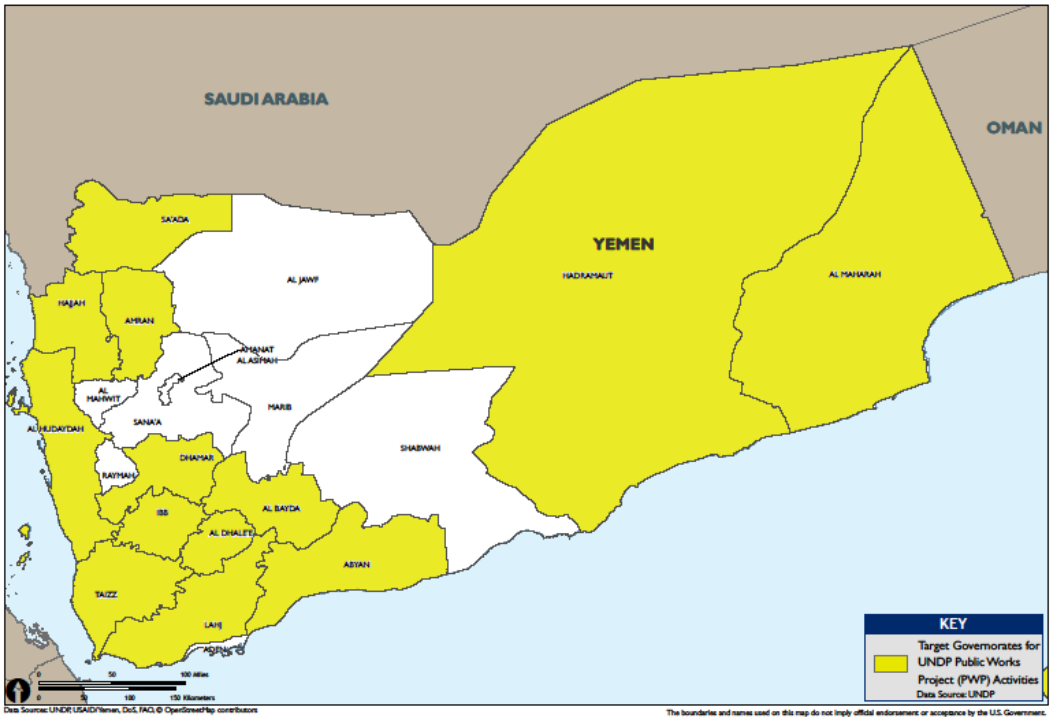 SAUDI ARABIA
OMAN
SA'ADA
YEMEN
HADRAMAUT
AL MAHARAH
AL JAWF
HAJJAH
AMRAN
AMANAT
AL ASIMAH
AL
MAHWIT
MARIB
SANA'A
AL HUDAYDAH
SHABWAH
DHAMAR
RAYMAH
IBB
AL BAYDA
AL DHALE'E
ABYAN
TAIZZ
LAHJ
ADEN
KEY
Target Governorates for
UNDP Public Works
Project (PWP) Activities
Data Source: UNDP
0 50 100 Miles
0 50 100 150 Kilometers
Data Sources: UNDP, USAID/Yemen, DoS, FAO, © OpenStreetMap contributors
The boundaries and names used on this map do not imply official endorsement or acceptance by the U.S. Government.